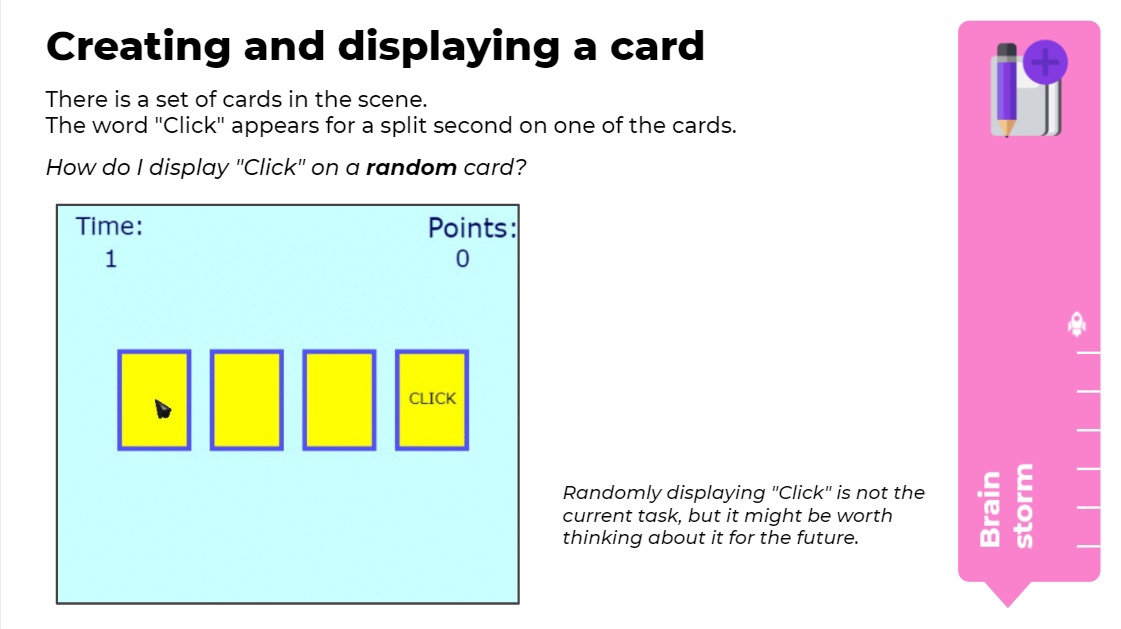 Creating and displaying a card
There is a set of cards in the scene.
The word "Click" appears for a split second on one of the cards.
How do I display "Click" on a random card?
Time:
1
Points:
0
CLICK
Randomly displaying "Click" is not the
current task, but it might be worth
thinking about it for the future.
Brain
storm